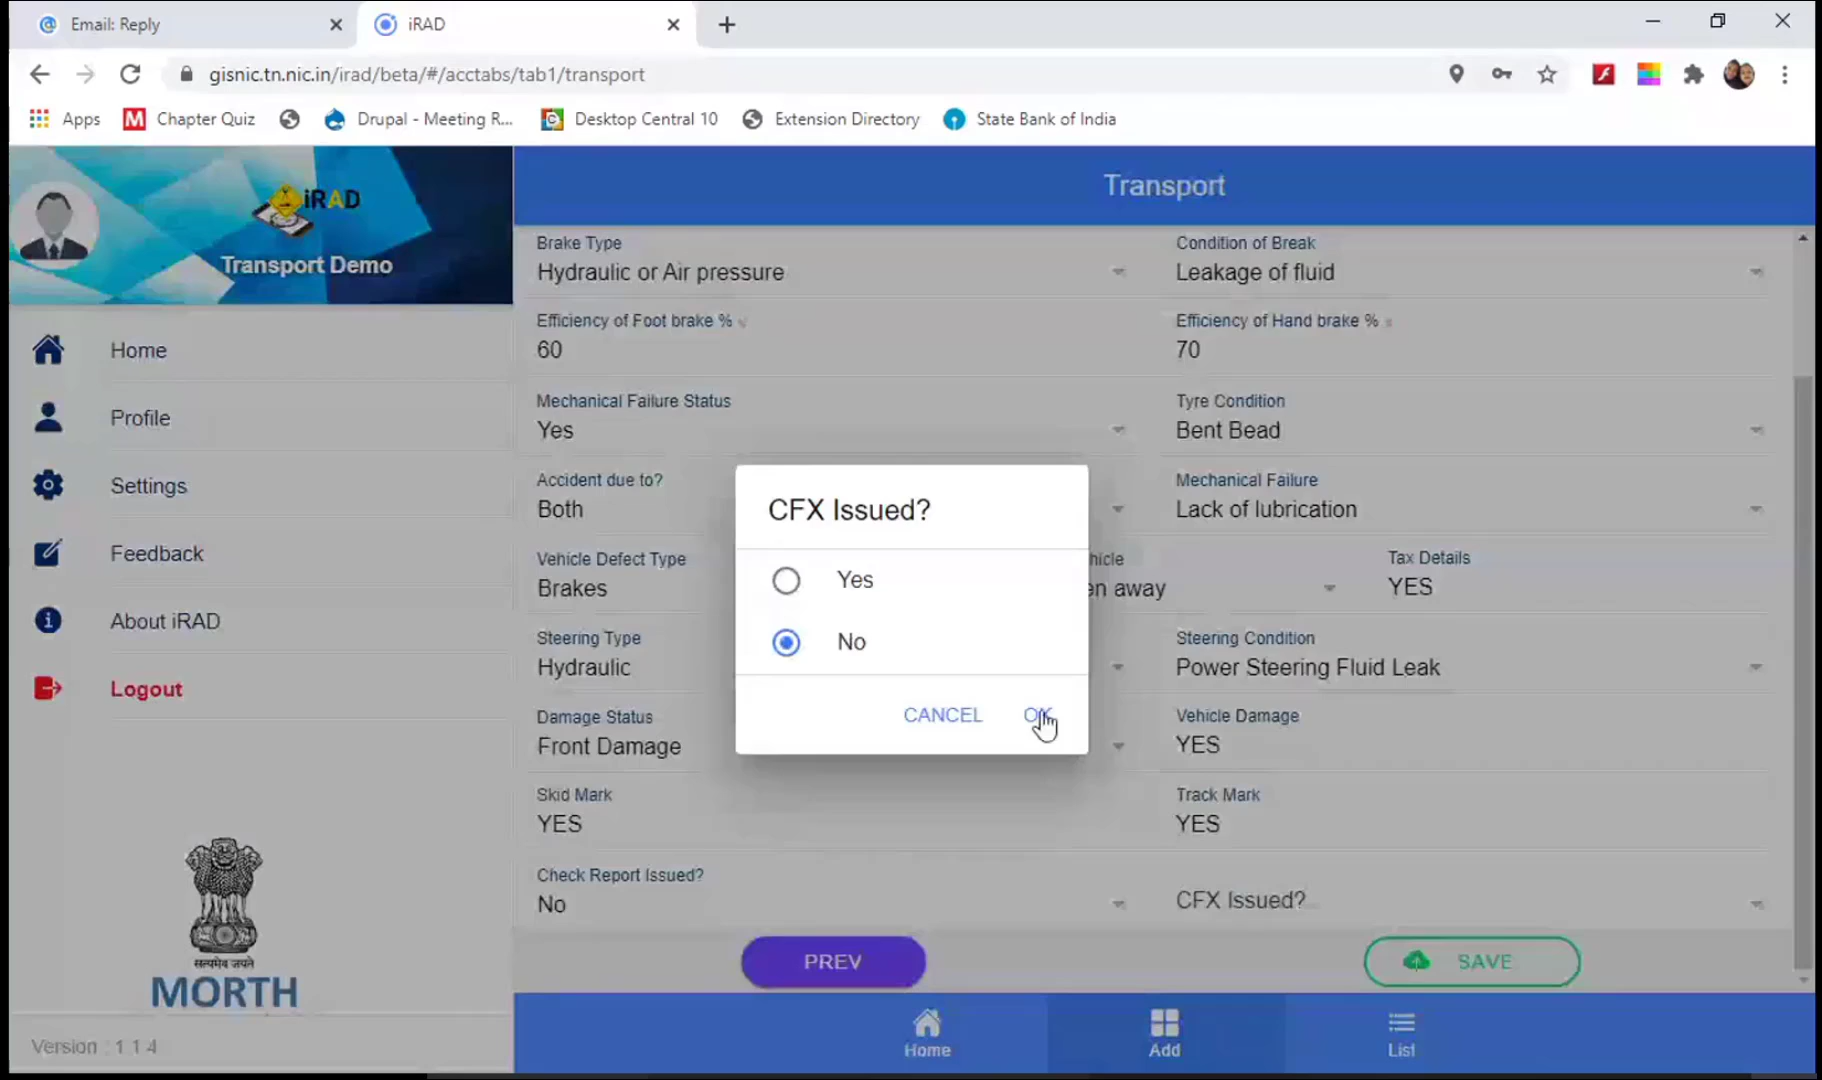 Email: Reply
iRAD
gisnic.tn.nic.in/irad/beta/#/acctabs/tab1/transport
Apps
Chapter Quiz
Drupal - Meeting R...
Desktop Central 10
Extension Directory
State Bank of India
iRAD
Transport Demo
Home
Profile
Settings
Feedback
About iRAD
Logout
सत्यमेव जयते
MORTH
Version : 1 1 4
Transport
Brake Type
Hydraulic or Air pressure
Condition of Break
Leakage of fluid
Efficiency of Foot brake %
60
Efficiency of Hand brake %
70
Mechanical Failure Status
Yes
Tyre Condition
Bent Bead
Accident due to?
Both
Mechanical Failure
Lack of lubrication
Vehicle Defect Type
Brakes
hicle
en away
Tax Details
YES
Steering Type
Hydraulic
Steering Condition
Power Steering Fluid Leak
Damage Status
Front Damage
Vehicle Damage
YES
Skid Mark
YES
Track Mark
YES
Check Report Issued?
No
CFX Issued?
CFX Issued?
Yes
No
CANCEL
OK
PREV
SAVE
Home
Add
List